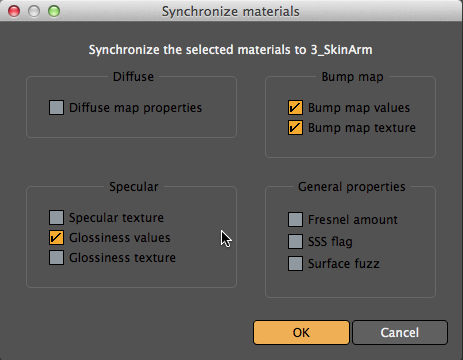 Synchronize materials
Synchronize the selected materials to 3_SkinArm
Diffuse
Diffuse map properties
Bump map
Bump map values
Bump map texture
Specular
Specular texture
Glossiness values
Glossiness texture
General properties
Fresnel amount
SSS flag
Surface fuzz
OK
Cancel